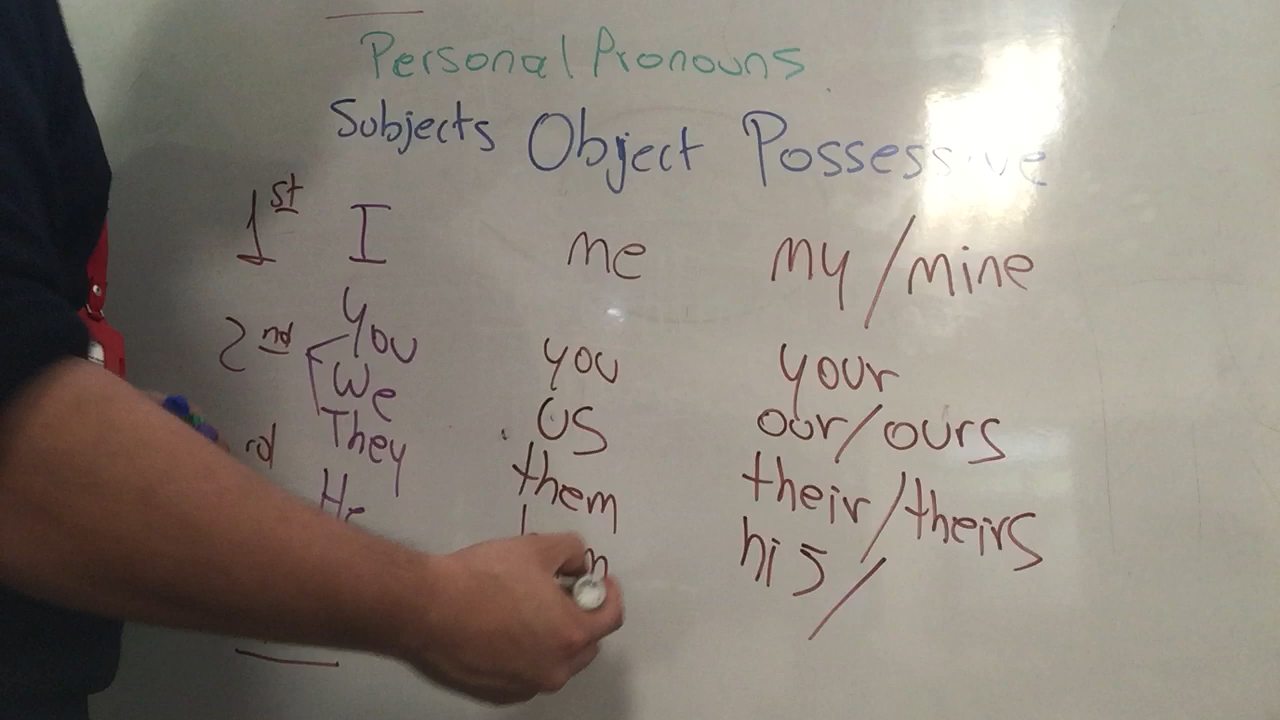 Personal Pronouns
Subjects Object Possessive
1st I me my/mine
2nd You you your
We us our/ours
rd They them their/theirs
He his/